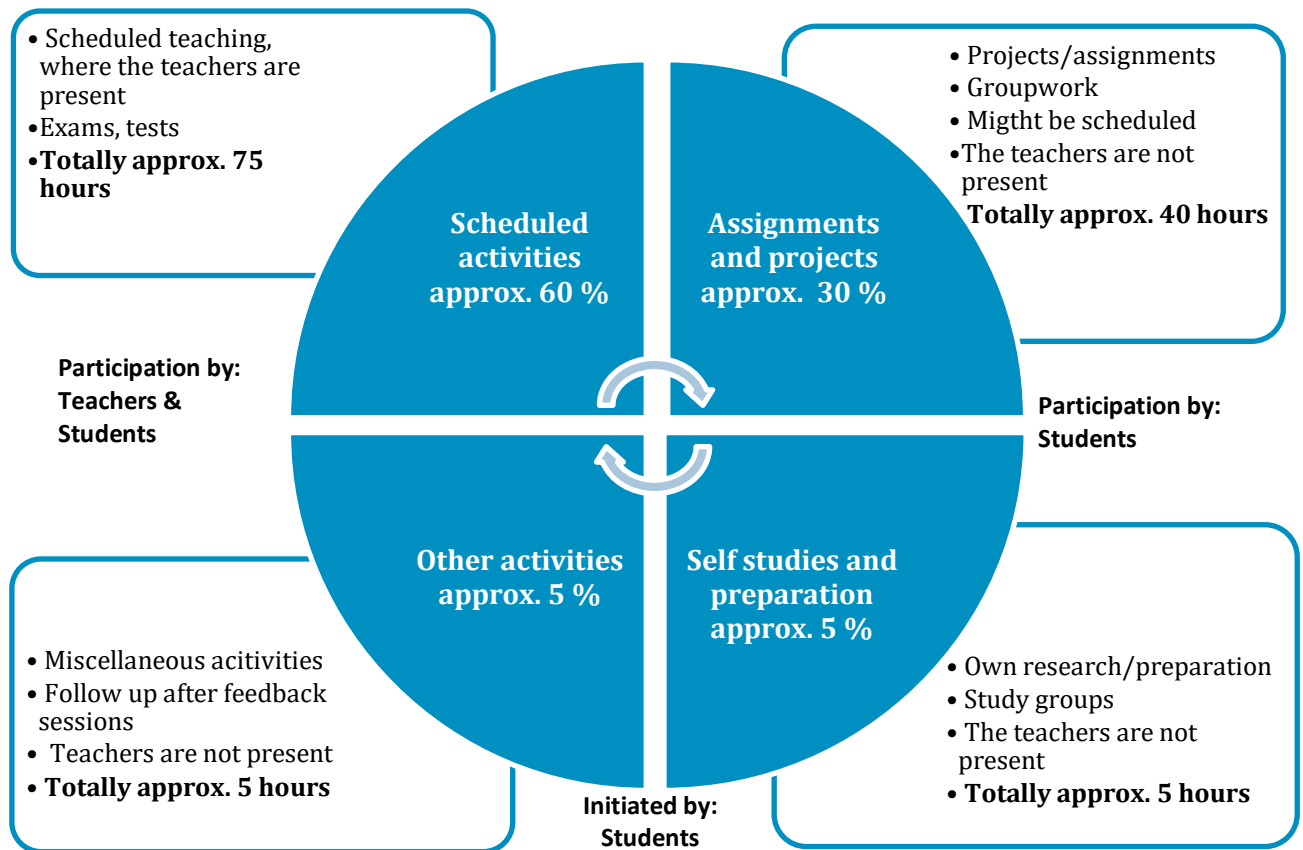 • Scheduled teaching,
where the teachers are
present
•Exams, tests
•Totally approx. 75
hours
• Projects/assignments
• Groupwork
• Migtht be scheduled
•The teachers are not
present
Totally approx. 40 hours
Scheduled
activities
approx. 60 %
Assignments
and projects
approx. 30 %
Participation by:
Teachers &
Students
Participation by:
Students
Other activities
approx. 5 %
Self studies and
preparation
approx. 5 %
• Miscellaneous acitivities
• Follow up after feedback
sessions
• Teachers are not present
• Totally approx. 5 hours
• Own research/preparation
• Study groups
• The teachers are not
present
• Totally approx. 5 hours
Initiated by:
Students